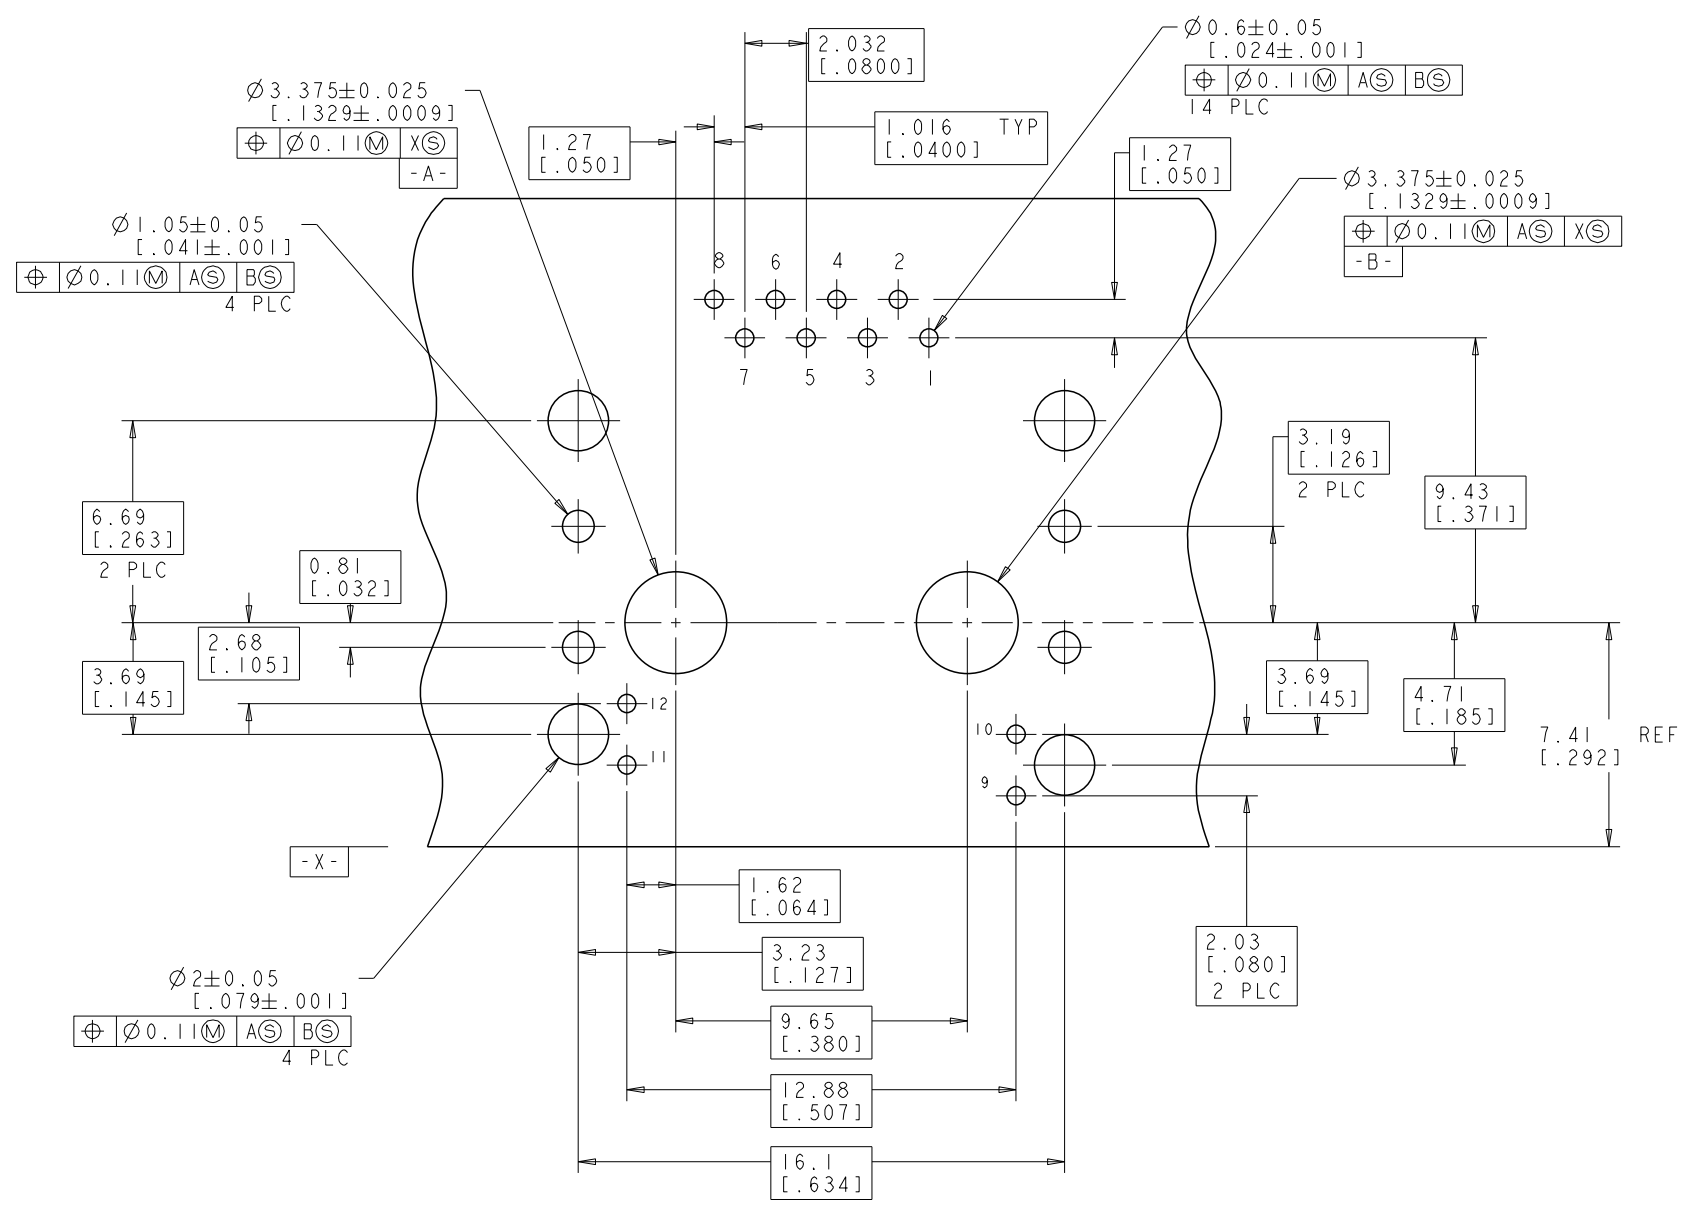 2.032
[.0800]
Ø0.6±0.05
[.024±.001]
⌖ Ø0.11Ⓜ AⓈ BⓈ
14 PLC
Ø3.375±0.025
[.1329±.0009]
⌖ Ø0.11Ⓜ XⓈ
-A-
1.27
[.050]
1.016 TYP
[.0400]
1.27
[.050]
Ø3.375±0.025
[.1329±.0009]
⌖ Ø0.11Ⓜ AⓈ XⓈ
-B-
Ø1.05±0.05
[.041±.001]
⌖ Ø0.11Ⓜ AⓈ BⓈ
4 PLC
8 6 4 2
7 5 3 1
3.19
[.126]
2 PLC
9.43
[.371]
6.69
[.263]
2 PLC
0.81
[.032]
2.68
[.105]
3.69
[.145]
3.69
[.145]
4.71
[.185]
7.41 REF
[.292]
12
11
10
9
-X-
1.62
[.064]
3.23
[.127]
2.03
[.080]
2 PLC
Ø2±0.05
[.079±.001]
⌖ Ø0.11Ⓜ AⓈ BⓈ
4 PLC
9.65
[.380]
12.88
[.507]
16.1
[.634]